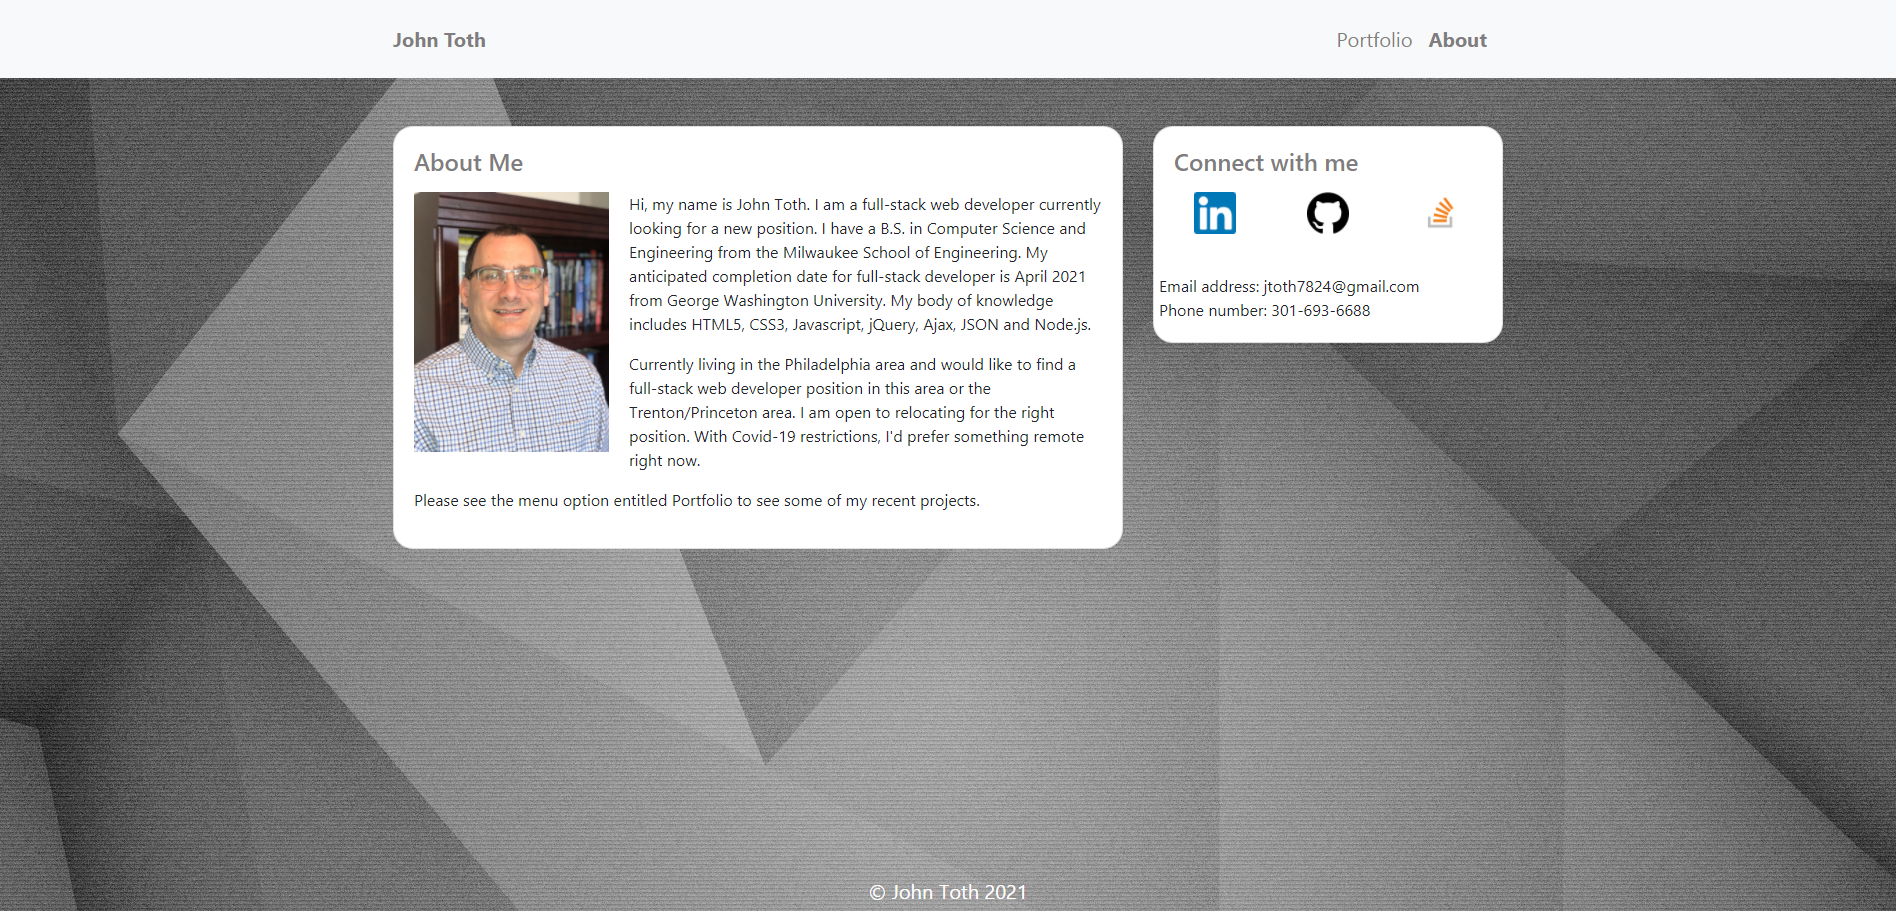 John Toth
Portfolio About
About Me
Hi, my name is John Toth. I am a full-stack web developer currently
looking for a new position. I have a B.S. in Computer Science and
Engineering from the Milwaukee School of Engineering. My
anticipated completion date for full-stack developer is April 2021
from George Washington University. My body of knowledge
includes HTML5, CSS3, Javascript, jQuery, Ajax, JSON and Node.js.
Currently living in the Philadelphia area and would like to find a
full-stack web developer position in this area or the
Trenton/Princeton area. I am open to relocating for the right
position. With Covid-19 restrictions, I'd prefer something remote
right now.
Please see the menu option entitled Portfolio to see some of my recent projects.
Connect with me
in
Email address: jtoth7824@gmail.com
Phone number: 301-693-6688
© John Toth 2021